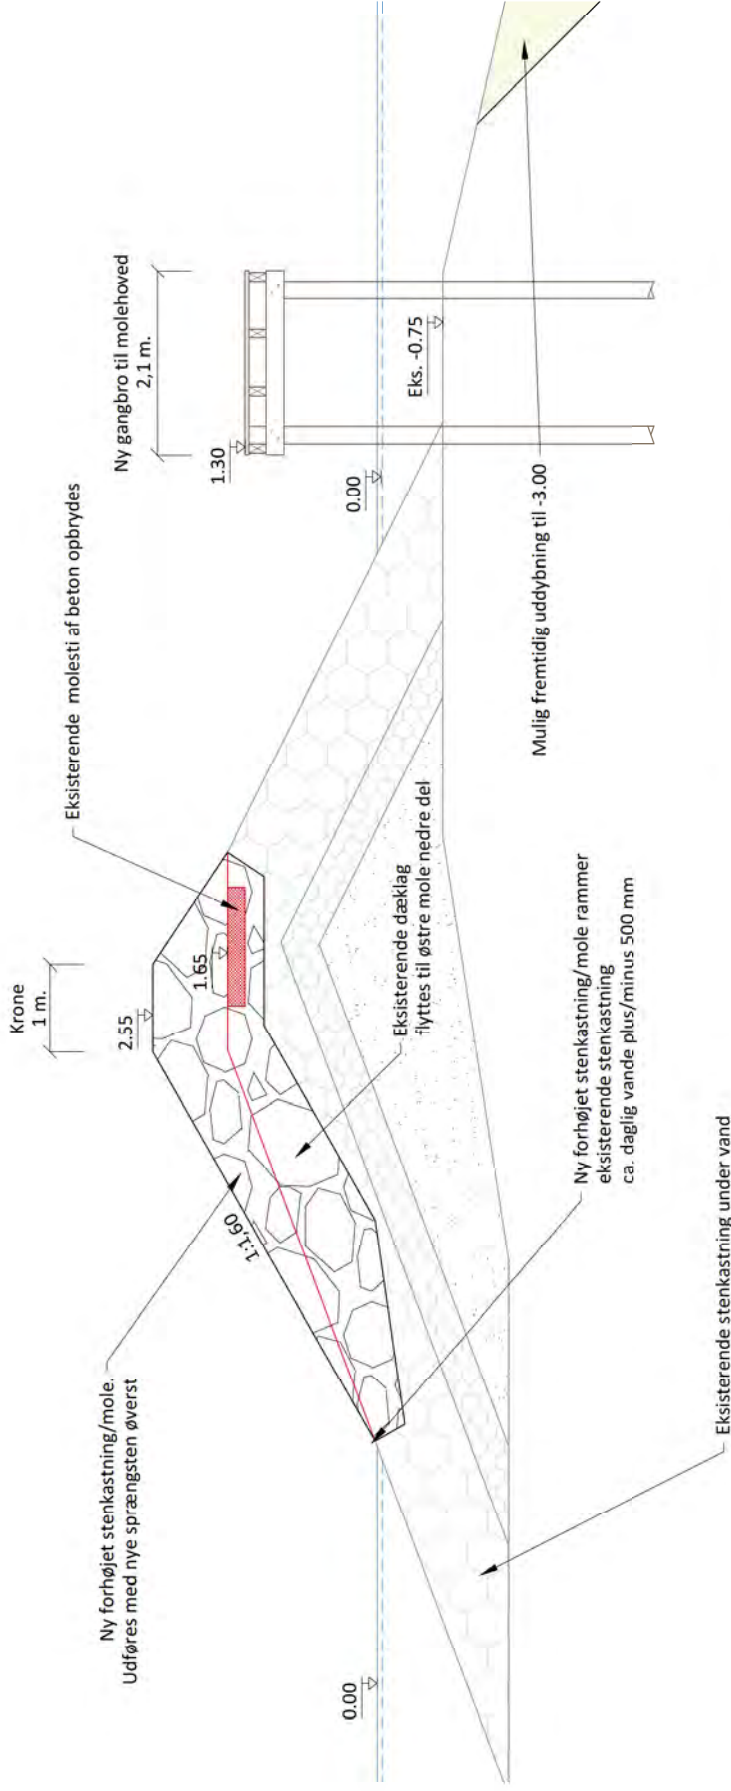 Ny forhøjet stenkastning/mole.
Udføres med nye sprængsten øverst
Krone
1 m.
2.55
Eksisterende molesti af beton opbrydes
Ny gangbro til molehoved
2,1 m.
1.30
1.65
1:1,60
0.00
0.00
Eks. -0.75
Eksisterende dæklag
flyttes til østre mole nedre del
Mulig fremtidig uddybning til -3.00
Ny forhøjet stenkastning/mole rammer
eksisterende stenkastning
ca. daglig vande plus/minus 500 mm
Eksisterende stenkastning under vand